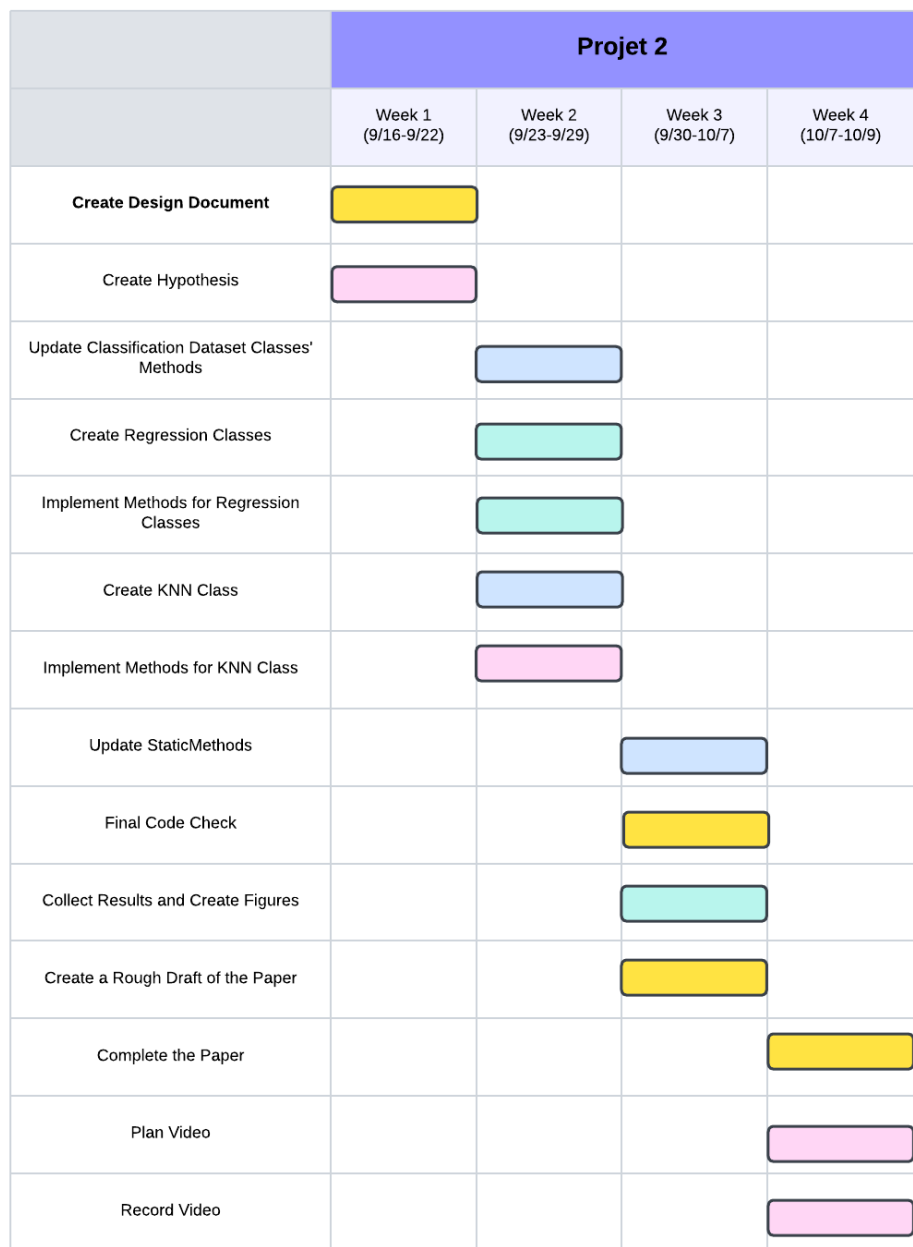 Projet 2
Week 1
(9/16-9/22)
Week 2
(9/23-9/29)
Week 3
(9/30-10/7)
Week 4
(10/7-10/9)
Create Design Document
Create Hypothesis
Update Classification Dataset Classes'
Methods
Create Regression Classes
Implement Methods for Regression
Classes
Create KNN Class
Implement Methods for KNN Class
Update StaticMethods
Final Code Check
Collect Results and Create Figures
Create a Rough Draft of the Paper
Complete the Paper
Plan Video
Record Video